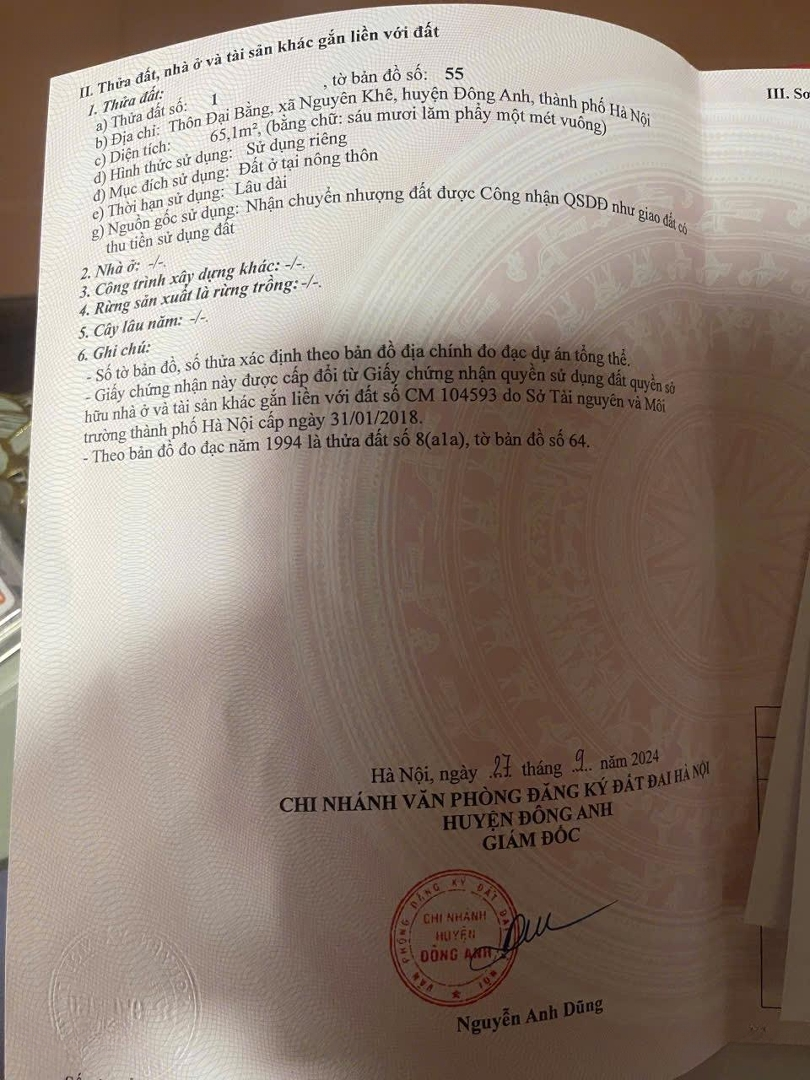 II. Thửa đất, nhà ở và tài sản khác gắn liền với đất
1. Thửa đất:
a) Thửa đất số: 1 , tờ bản đồ số: 55
b) Địa chỉ: Thôn Đại Bằng, xã Nguyên Khê, huyện Đông Anh, thành phố Hà Nội
c) Diện tích: 65,1m², (bằng chữ: sáu mươi lăm phẩy một mét vuông)
d) Hình thức sử dụng: Sử dụng riêng
đ) Mục đích sử dụng: Đất ở tại nông thôn
e) Thời hạn sử dụng: Lâu dài
g) Nguồn gốc sử dụng: Nhận chuyển nhượng đất được Công nhận QSDĐ như giao đất có
thu tiền sử dụng đất
2. Nhà ở: -/-.
3. Công trình xây dựng khác: -/-.
4. Rừng sản xuất là rừng trồng: -/-.
5. Cây lâu năm: -/-.
6. Ghi chú:
- Số tờ bản đồ, số thửa xác định theo bản đồ địa chính đo đạc dự án tổng thể.
- Giấy chứng nhận này được cấp đổi từ Giấy chứng nhận quyền sử dụng đất quyền sở
hữu nhà ở và tài sản khác gắn liền với đất số CM 104593 do Sở Tài nguyên và Môi
trường thành phố Hà Nội cấp ngày 31/01/2018.
- Theo bản đồ đo đạc năm 1994 là thửa đất số 8(a1a), tờ bản đồ số 64.
Hà Nội, ngày 27 tháng 9 năm 2024
CHI NHÁNH VĂN PHÒNG ĐĂNG KÝ ĐẤT ĐAI HÀ NỘI
HUYỆN ĐÔNG ANH
GIÁM ĐỐC
VĂN PHÒNG ĐĂNG KÝ ĐẤT ĐAI
NỘI
CHI NHÁNH
HUYỆN
ĐÔNG ANH
Nguyễn Anh Dũng
III. Sơ